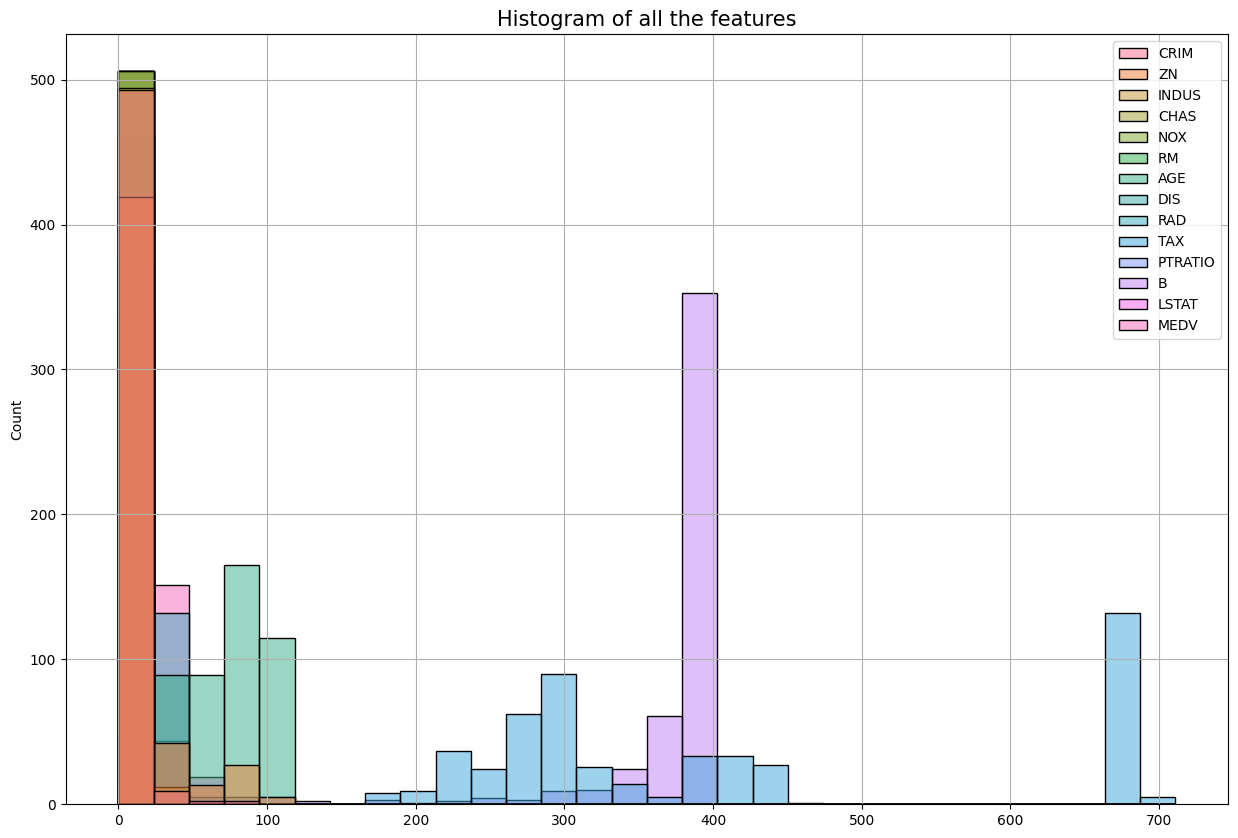 Histogram of all the features
CRIM
ZN
INDUS
CHAS
NOX
RM
AGE
DIS
RAD
TAX
PTRATIO
B
LSTAT
MEDV
Count
500
400
300
200
100
0
0 100 200 300 400 500 600 700